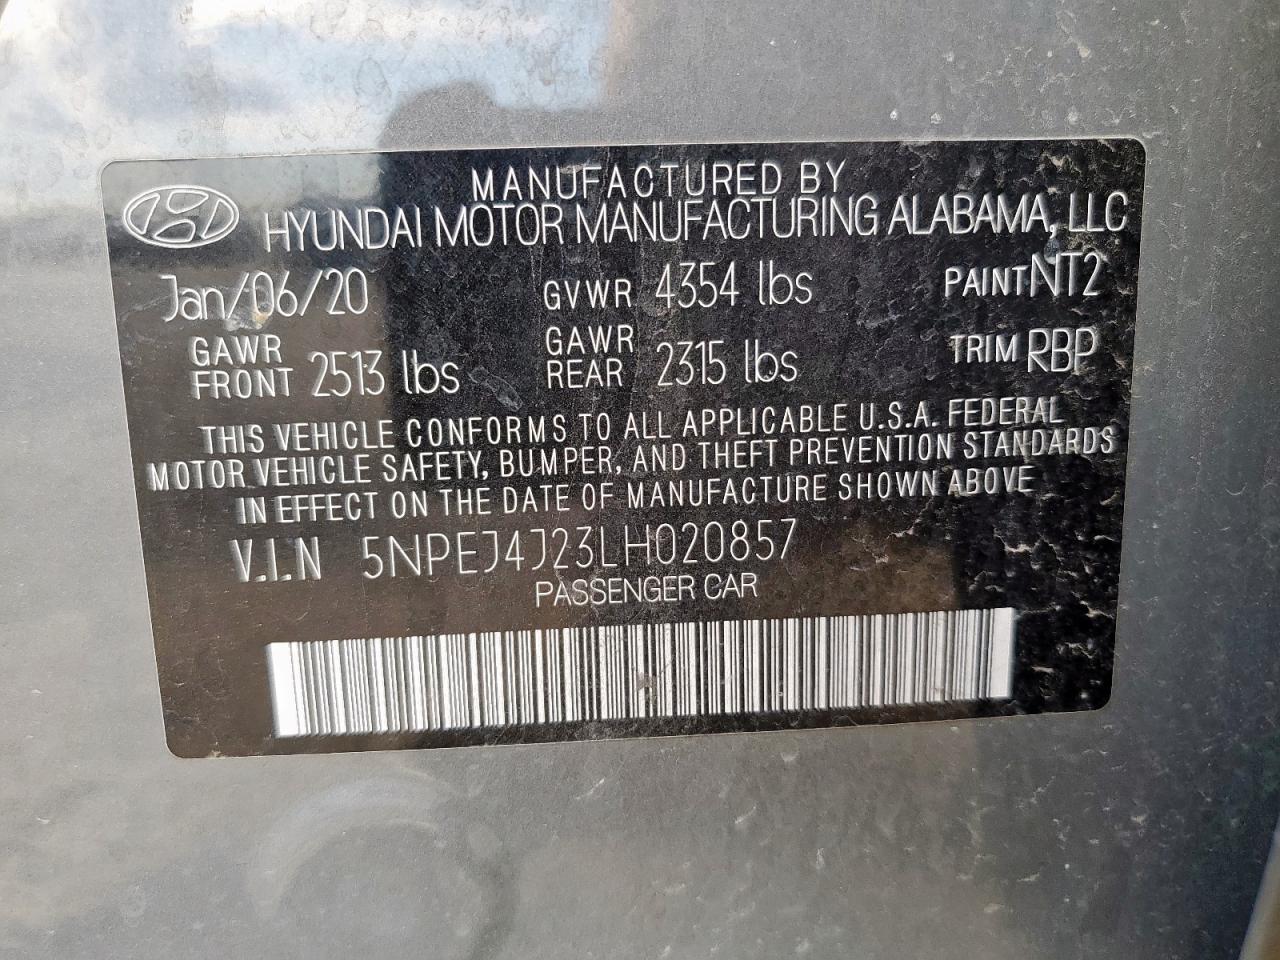 MANUFACTURED BY
HYUNDAI MOTOR MANUFACTURING ALABAMA, LLC
Jan/06/20 GVWR 4354 lbs PAINT NT2
GAWR FRONT 2513 lbs GAWR REAR 2315 lbs TRIM RBP
THIS VEHICLE CONFORMS TO ALL APPLICABLE U.S.A. FEDERAL
MOTOR VEHICLE SAFETY, BUMPER, AND THEFT PREVENTION STANDARDS
IN EFFECT ON THE DATE OF MANUFACTURE SHOWN ABOVE
V.I.N 5NPEJ4J23LH020857
PASSENGER CAR